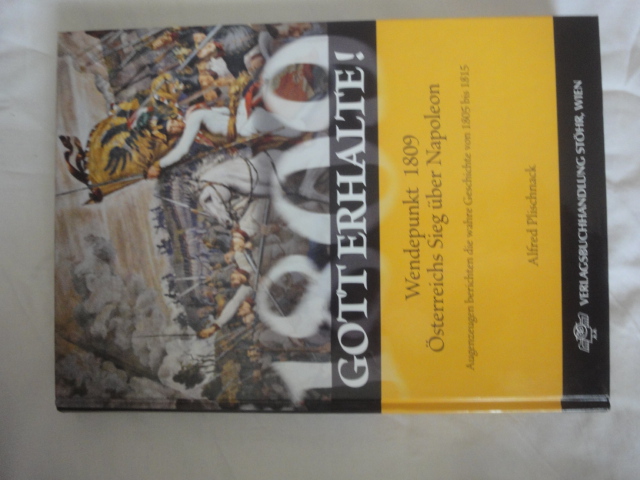 1809
GOTT ERHALTE!
Wendepunkt 1809
Österreichs Sieg über Napoleon
Augenzeugen berichten die wahre Geschichte von 1805 bis 1815
Alfred Plischnack
VERLAGSBUCHHANDLUNG STÖHR, WIEN